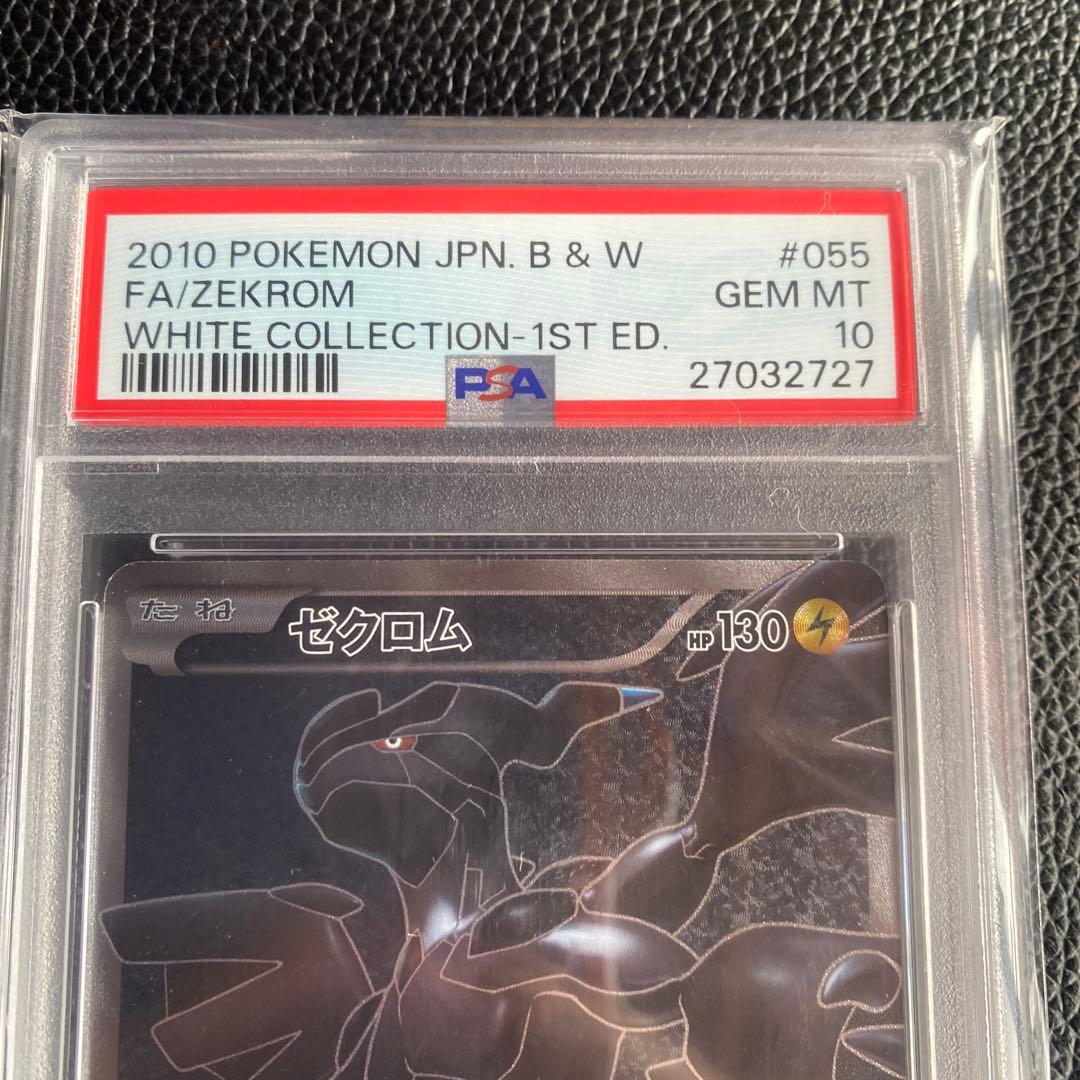 2010 POKEMON JPN. B & W #055
FA/ZEKROM GEM MT
WHITE COLLECTION-1ST ED. 10
PSA 27032727
たね ゼクロム HP130